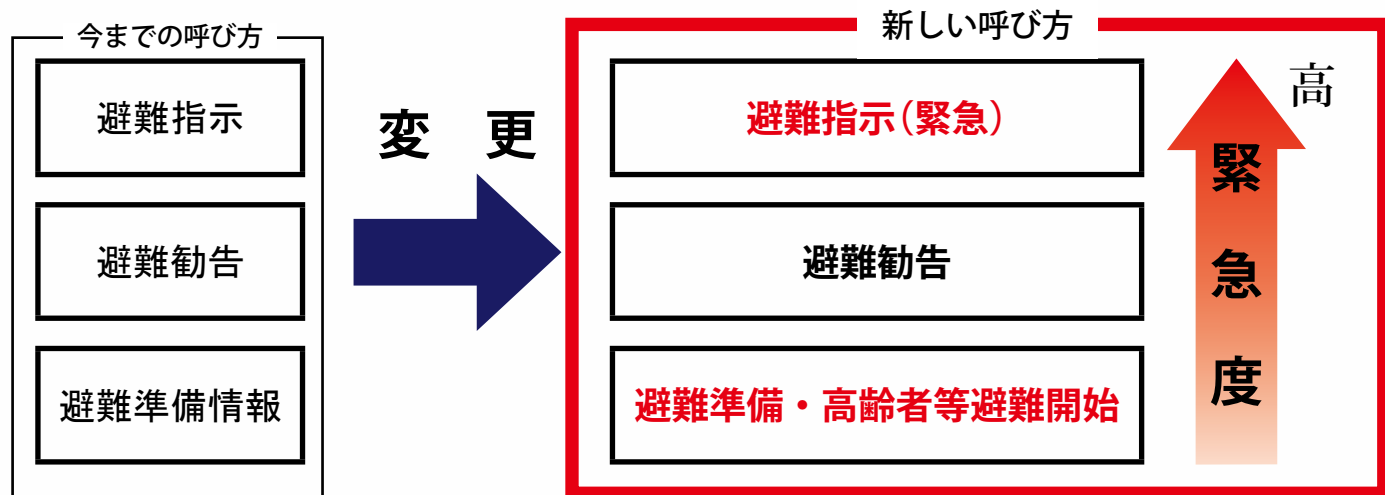 今までの呼び方
避難指示
避難勧告
避難準備情報
変更
新しい呼び方
避難指示(緊急)
避難勧告
避難準備・高齢者等避難開始
高
緊急度